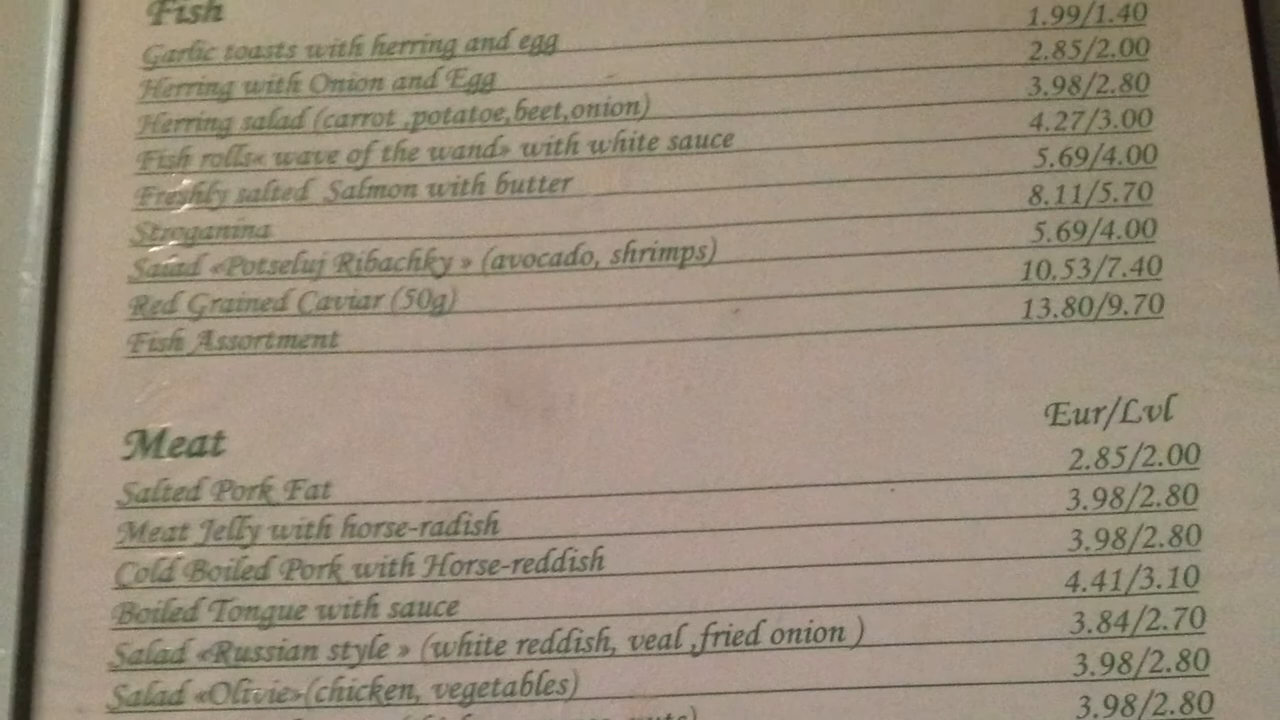 Fish
Garlic toasts with herring and egg 1.99/1.40
Herring with Onion and Egg 2.85/2.00
Herring salad (carrot ,potatoe,beet,onion) 3.98/2.80
Fish rolls« wave of the wand» with white sauce 4.27/3.00
Freshly salted Salmon with butter 5.69/4.00
Stroganina 8.11/5.70
Salad «Potseluj Ribachky » (avocado, shrimps) 5.69/4.00
Red Grained Caviar (50g) 10.53/7.40
Fish Assortment 13.80/9.70
Meat Eur/Lvl
Salted Pork Fat 2.85/2.00
Meat Jelly with horse-radish 3.98/2.80
Cold Boiled Pork with Horse-reddish 3.98/2.80
Boiled Tongue with sauce 4.41/3.10
Salad «Russian style » (white reddish, veal ,fried onion ) 3.84/2.70
Salad «Olivie»(chicken, vegetables) 3.98/2.80
3.98/2.80